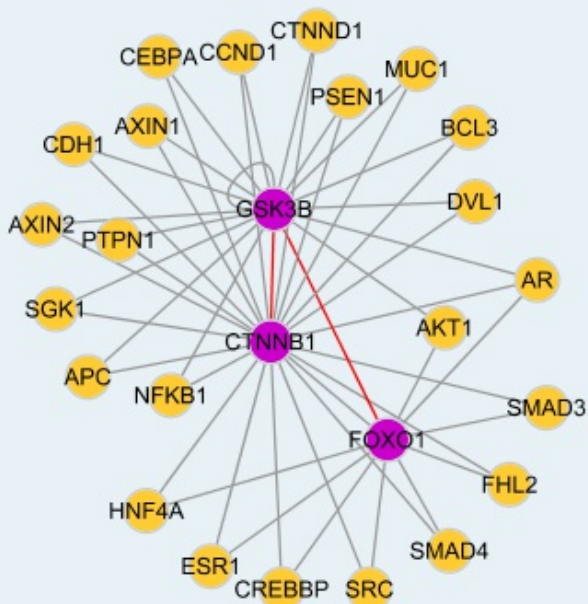 CTNND1
CCND1
CEBPA
MUC1
PSEN1
AXIN1
BCL3
CDH1
GSK3B
DVL1
AXIN2
PTPN1
AR
SGK1
AKT1
CTNNB1
APC
NFKB1
SMAD3
FOXO1
FHL2
HNF4A
SMAD4
ESR1
CREBBP
SRC